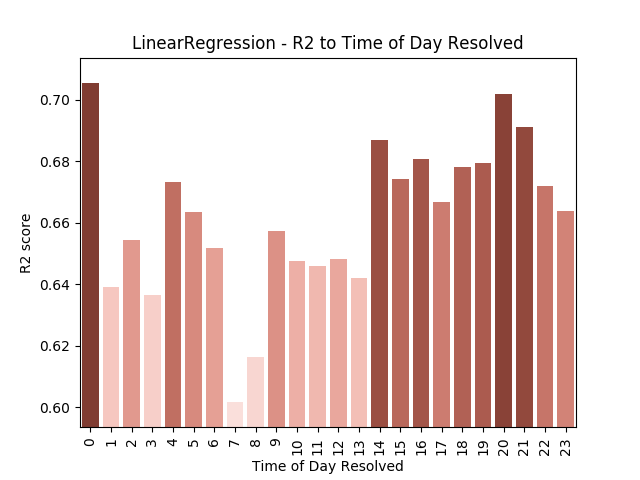 LinearRegression - R2 to Time of Day Resolved
0.70
0.68
0.66
0.64
0.62
0.60
R2 score
0 1 2 3 4 5 6 7 8 9 10 11 12 13 14 15 16 17 18 19 20 21 22 23
Time of Day Resolved